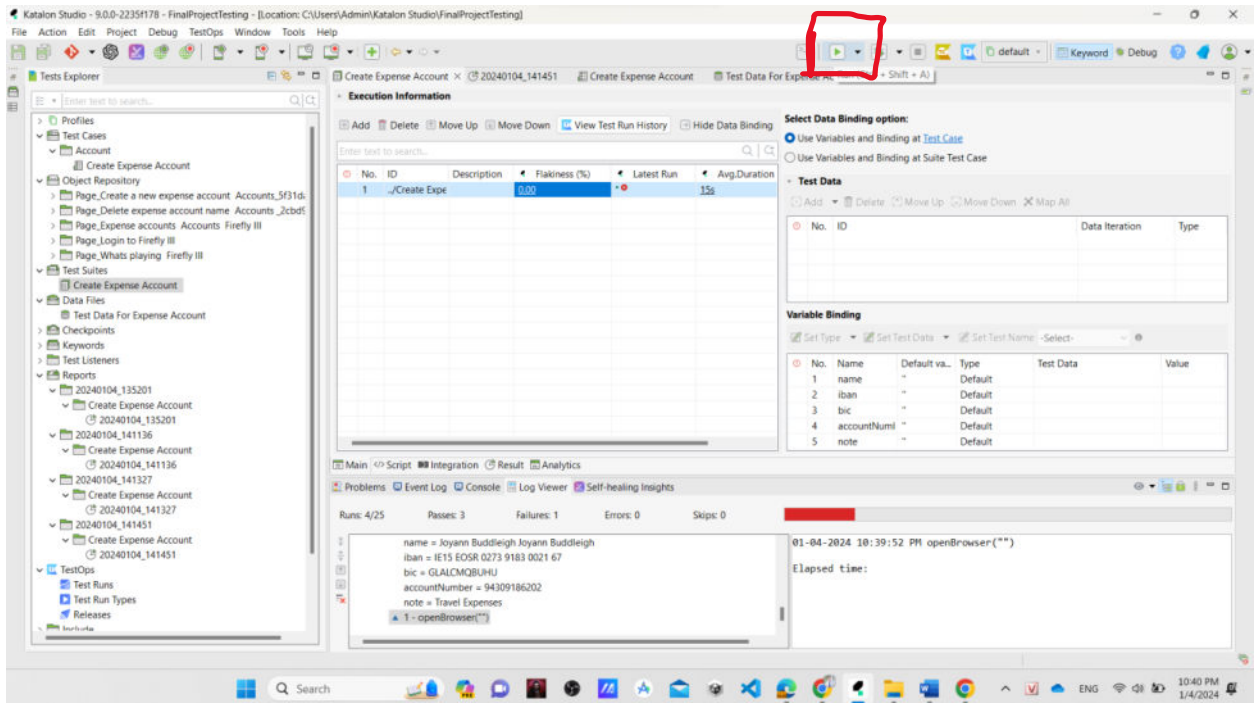 Katalon Studio - 9.0.0-2235f178 - FinalProjectTesting - [Location: C:\Users\Admin\Katalon Studio\FinalProjectTesting]
File Action Edit Project Debug TestOps Window Tools Help
default Keyword Debug
Tests Explorer
Create Expense Account 20240104_141451 Create Expense Account Test Data For Expense Ac + Shift + A)
Enter text to search...
Execution Information
Profiles
Test Cases
Account
Create Expense Account
Object Repository
Page_Create a new expense account Accounts_5f31d
Page_Delete expense account name Accounts _2cbd9
Page_Expense accounts Accounts Firefly III
Page_Login to Firefly III
Page_Whats playing Firefly III
Test Suites
Create Expense Account
Data Files
Test Data For Expense Account
Checkpoints
Keywords
Test Listeners
Reports
20240104_135201
Create Expense Account
20240104_135201
20240104_141136
Create Expense Account
20240104_141136
20240104_141327
Create Expense Account
20240104_141327
20240104_141451
Create Expense Account
20240104_141451
TestOps
Test Runs
Test Run Types
Releases
Include
Add Delete Move Up Move Down View Test Run History Hide Data Binding
Enter text to search...
No. ID Description Flakiness (%) Latest Run Avg.Duration
1 ../Create Expe 0.00 15s
Select Data Binding option:
Use Variables and Binding at Test Case
Use Variables and Binding at Suite Test Case
Test Data
Add Delete Move Up Move Down Map All
No. ID Data Iteration Type
Variable Binding
Set Type Set Test Data Set Test Name -Select-
No. Name Default va... Type Test Data Value
1 name '' Default
2 iban '' Default
3 bic '' Default
4 accountNuml '' Default
5 note '' Default
Main Script Integration Result Analytics
Problems Event Log Console Log Viewer Self-healing Insights
Runs: 4/25 Passes: 3 Failures: 1 Errors: 0 Skips: 0
name = Joyann Buddleigh Joyann Buddleigh
iban = IE15 EOSR 0273 9183 0021 67
bic = GLALCMQBUHU
accountNumber = 94309186202
note = Travel Expenses
1 - openBrowser("")
01-04-2024 10:39:52 PM openBrowser("")
Elapsed time:
Search
ENG
10:40 PM
1/4/2024